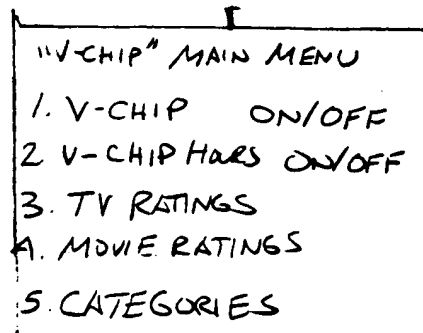 "V-CHIP" MAIN MENU
1. V-CHIP ON/OFF
2 V-CHIP HOURS ON/OFF
3. TV RATINGS
4. MOVIE RATINGS
5. CATEGORIES